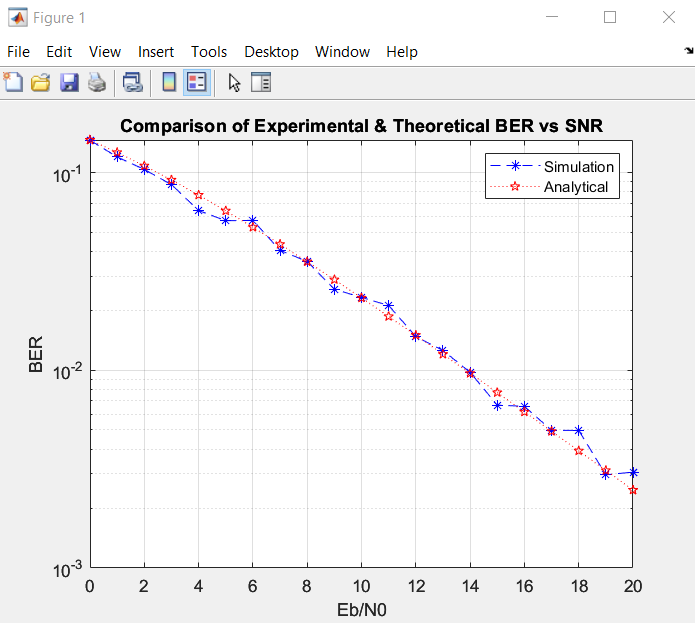 Figure 1
File Edit View Insert Tools Desktop Window Help
Comparison of Experimental & Theoretical BER vs SNR
Simulation
Analytical
10-1
10-2
10-3
BER
0 2 4 6 8 10 12 14 16 18 20
Eb/N0